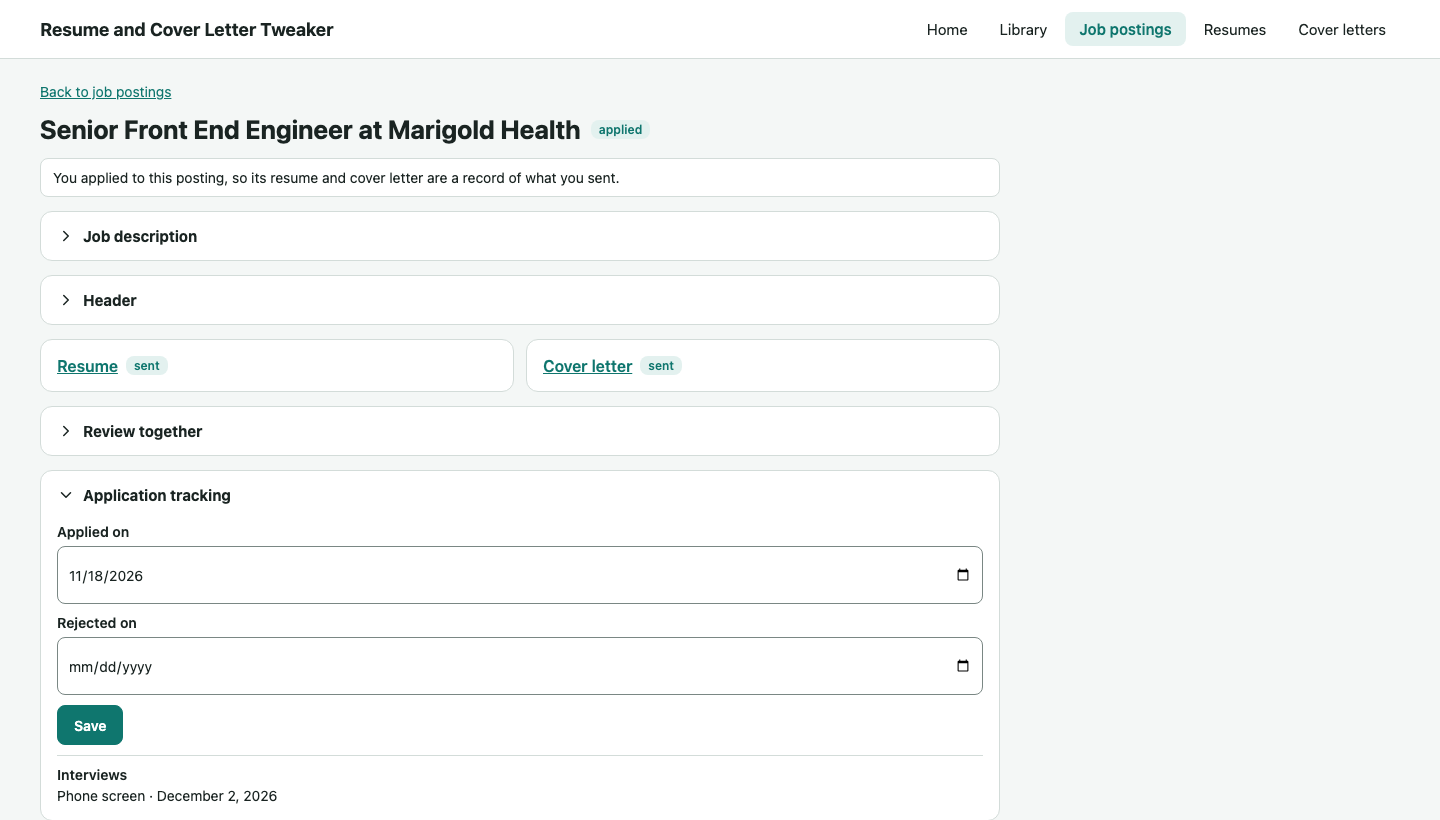 Resume and Cover Letter Tweaker
Home
Library
Job postings
Resumes
Cover letters
Back to job postings
Senior Front End Engineer at Marigold Health
applied
You applied to this posting, so its resume and cover letter are a record of what you sent.
Job description
Header
Resume
sent
Cover letter
sent
Review together
Application tracking
Applied on
11/18/2026
Rejected on
mm/dd/yyyy
Save
Interviews
Phone screen · December 2, 2026